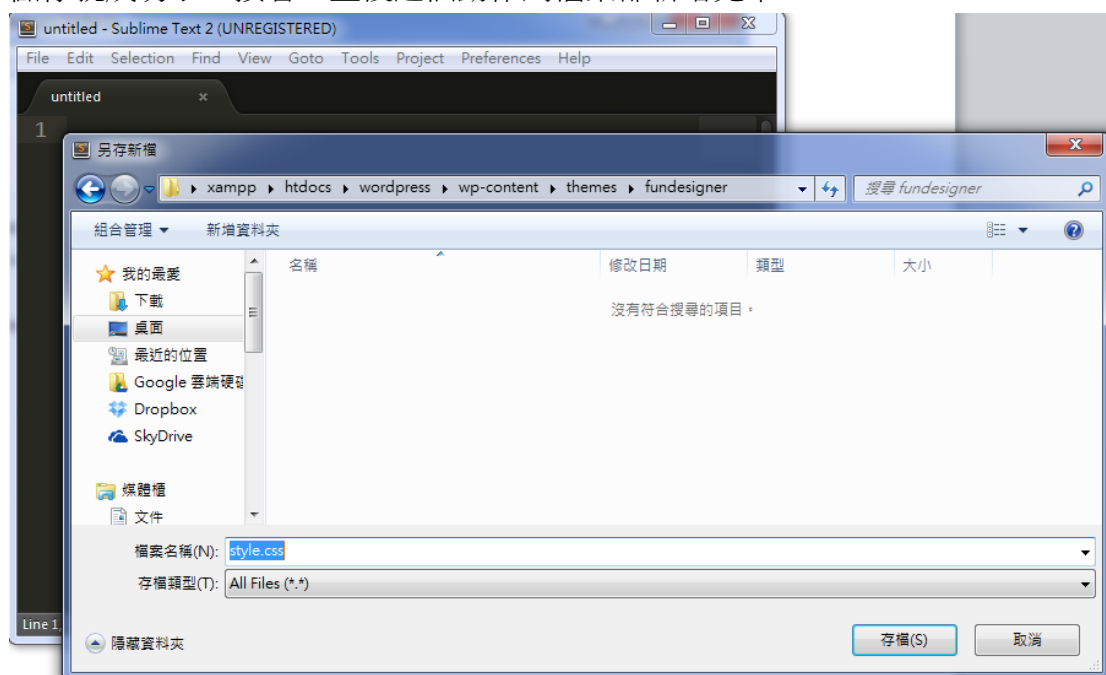 untitled - Sublime Text 2 (UNREGISTERED)
File Edit Selection Find View Goto Tools Project Preferences Help
untitled
1
另存新檔
xampp htdocs wordpress wp-content themes fundesigner
搜尋 fundesigner
組合管理 新增資料夾
名稱 修改日期 類型 大小
沒有符合搜尋的項目。
我的最愛
下載
桌面
最近的位置
Google 雲端硬碟
Dropbox
SkyDrive
媒體櫃
文件
檔案名稱(N): style.css
存檔類型(T): All Files (*.*)
Line 1,
隱藏資料夾
存檔(S) 取消